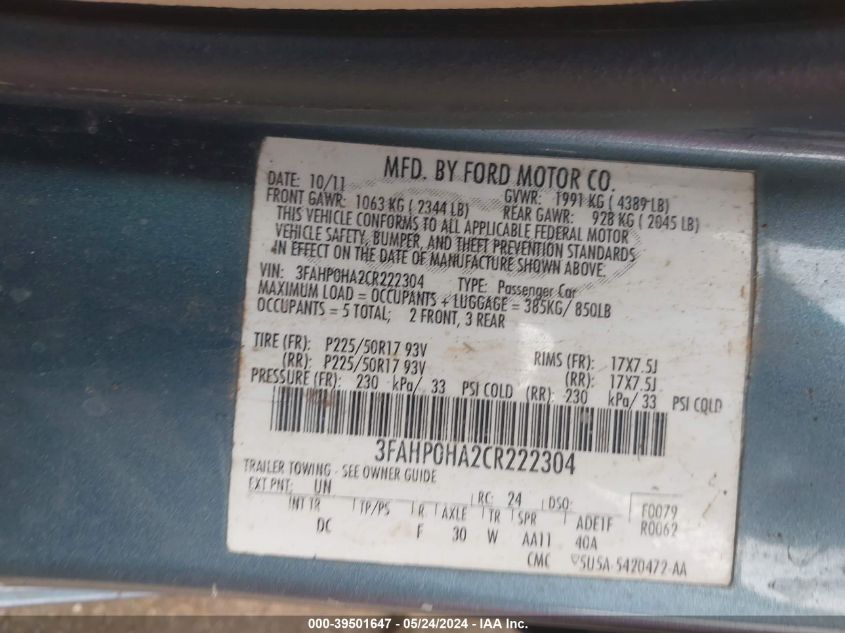 MFD. BY FORD MOTOR CO.
DATE: 10/11 GVWR: 1991 KG ( 4389 LB)
FRONT GAWR: 1063 KG ( 2344 LB) REAR GAWR: 928 KG ( 2045 LB)
THIS VEHICLE CONFORMS TO ALL APPLICABLE FEDERAL MOTOR
VEHICLE SAFETY, BUMPER, AND THEFT PREVENTION STANDARDS
IN EFFECT ON THE DATE OF MANUFACTURE SHOWN ABOVE.
VIN: 3FAHP0HA2CR222304 TYPE: Passenger Car
MAXIMUM LOAD = OCCUPANTS + LUGGAGE = 385KG/ 850LB
OCCUPANTS = 5 TOTAL; 2 FRONT, 3 REAR
TIRE (FR): P225/50R17 93V RIMS (FR): 17X7.5J
(RR): P225/50R17 93V (RR): 17X7.5J
PRESSURE (FR): 230 kPa/ 33 PSI COLD (RR): 230 kPa/ 33 PSI COLD
3FAHP0HA2CR222304
TRAILER TOWING - SEE OWNER GUIDE
EXT PNT: UN RC: 24 DSO: F0079
INT TR TP/PS R AXLE TR SPR ADE1F R0062
DC F 30 W AA11 40A
CMC 5U5A-5420472-AA
000-39501647 - 05/24/2024 - IAA Inc.